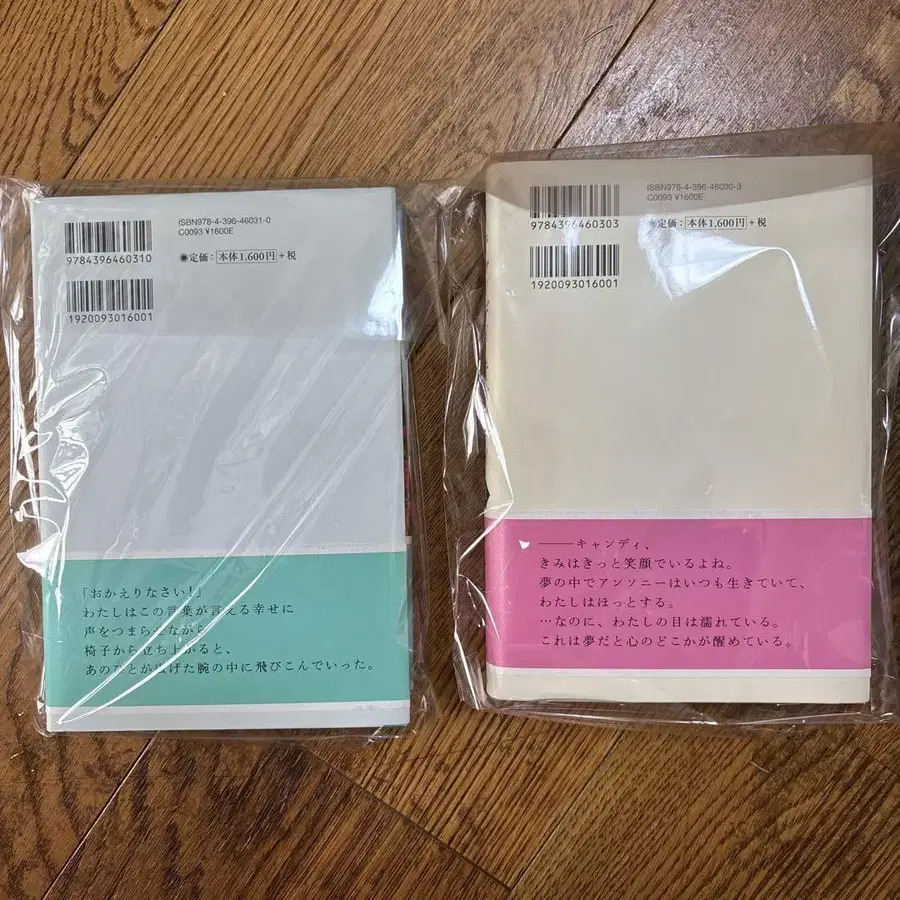 ISBN978-4-396-46031-0
C0093 ¥1600E
9784396460310
◉定価：本体1,600円+税
1920093016001
「おかえりなさい!」
わたしはこの言葉が言える幸せに
声をつまらせながら
椅子から立ち上がると、
あのひとが広げた腕の中に飛びこんでいった。
ISBN978-4-396-46030-3
C0093 ¥1600E
9784396460303
◉定価：本体1,600円+税
1920093016001
――キャンディ、
きみはきっと笑顔でいるよね。
夢の中でアンソニーはいつも生きていて、
わたしはほっとする。
…なのに、わたしの目は濡れている。
これは夢だと心のどこかが醒めている。